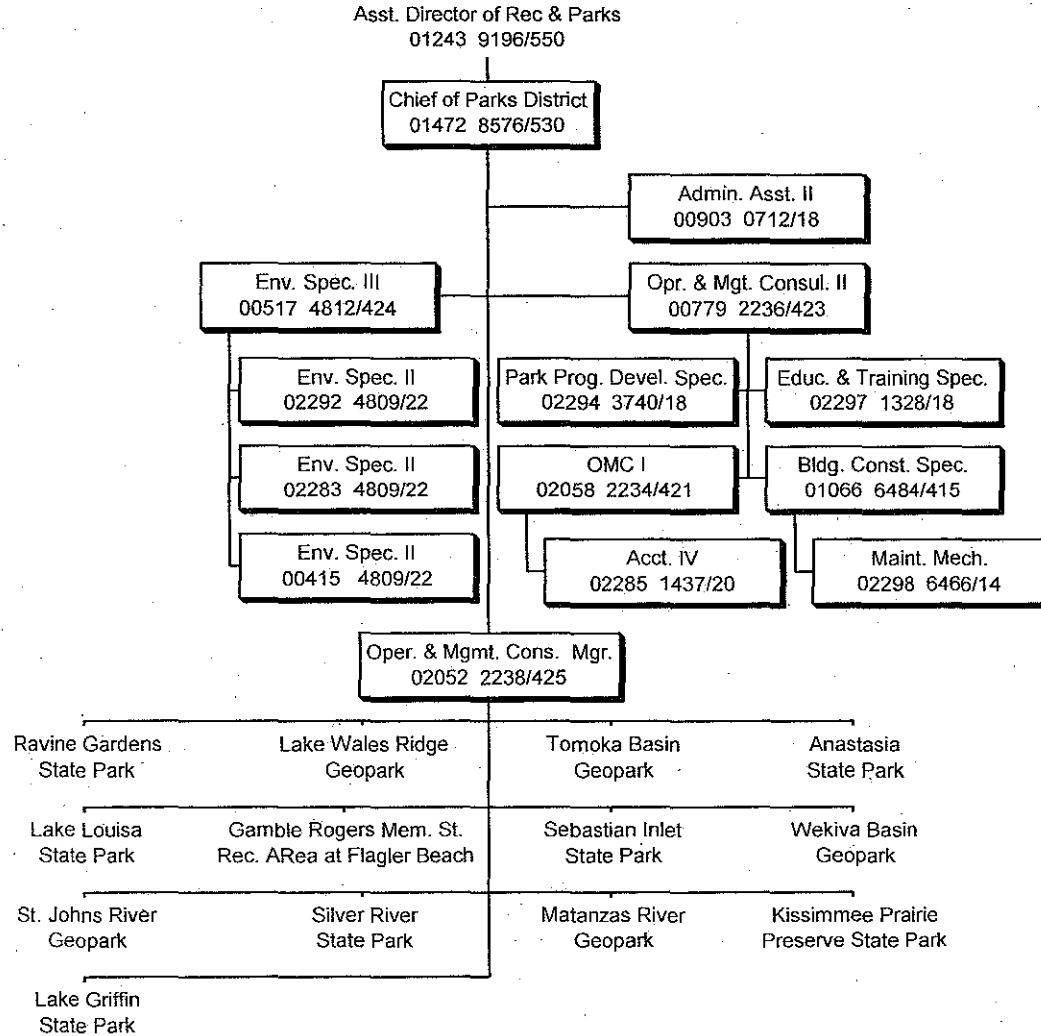 Asst. Director of Rec & Parks
01243 9196/550
Chief of Parks District
01472 8576/530
Admin. Asst. II
00903 0712/18
Env. Spec. III
00517 4812/424
Opr. & Mgt. Consul. II
00779 2236/423
Env. Spec. II
02292 4809/22
Park Prog. Devel. Spec.
02294 3740/18
Educ. & Training Spec.
02297 1328/18
Env. Spec. II
02283 4809/22
OMC I
02058 2234/421
Bldg. Const. Spec.
01066 6484/415
Env. Spec. II
00415 4809/22
Acct. IV
02285 1437/20
Maint. Mech.
02298 6466/14
Oper. & Mgmt. Cons. Mgr.
02052 2238/425
Ravine Gardens
State Park
Lake Wales Ridge
Geopark
Tomoka Basin
Geopark
Anastasia
State Park
Lake Louisa
State Park
Gamble Rogers Mem. St.
Rec. ARea at Flagler Beach
Sebastian Inlet
State Park
Wekiva Basin
Geopark
St. Johns River
Geopark
Silver River
State Park
Matanzas River
Geopark
Kissimmee Prairie
Preserve State Park
Lake Griffin
State Park